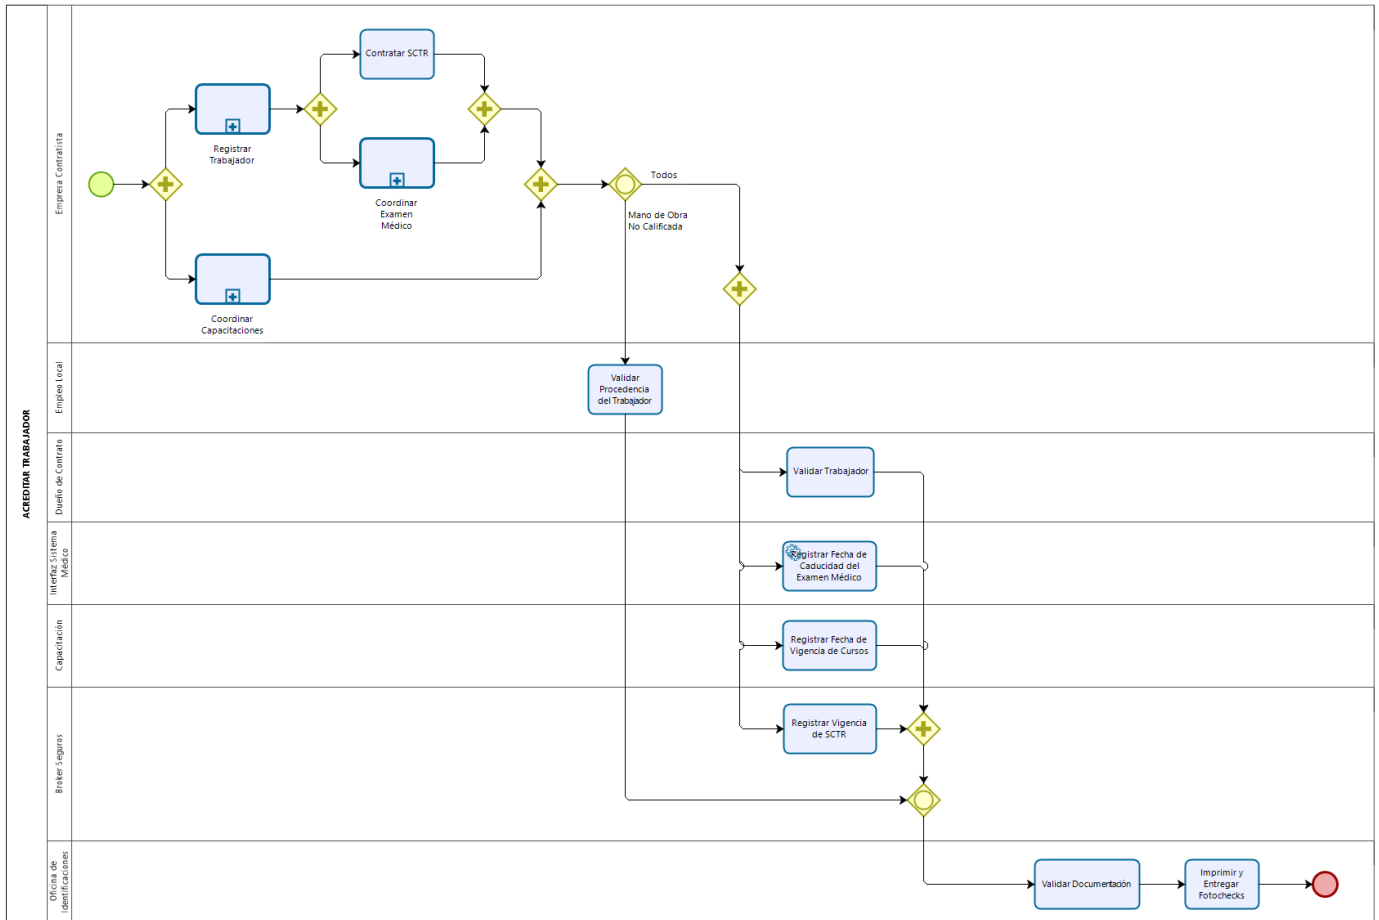 ACREDITAR TRABAJADOR
Empresa Contratista
Contratar SCTR
Registrar
Trabajador
Coordinar
Examen
Médico
Coordinar
Capacitaciones
Todos
Mano de Obra
No Calificada
Empleo Local
Validar
Procedencia
del Trabajador
Dueño de Contrato
Validar Trabajador
Interfaz Sistema
Médico
Registrar Fecha de
Caducidad del
Examen Médico
Capacitación
Registrar Fecha de
Vigencia de Cursos
Broker Seguros
Registrar Vigencia
de SCTR
Oficina de
Identificaciones
Validar Documentación
Imprimir y
Entregar
Fotochecks